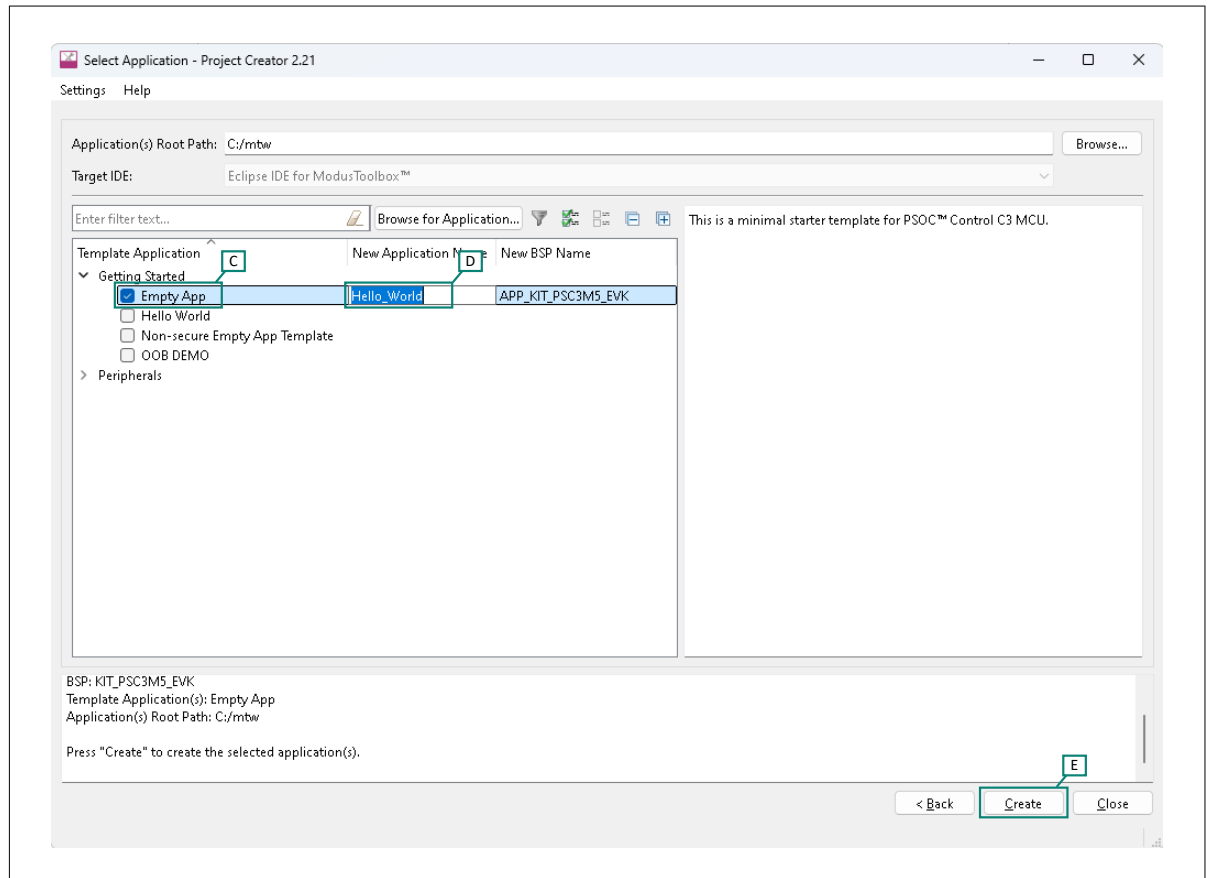 Select Application - Project Creator 2.21
Settings Help
Application(s) Root Path: C:/mtw Browse...
Target IDE: Eclipse IDE for ModusToolbox™
Enter filter text... Browse for Application... This is a minimal starter template for PSOC™ Control C3 MCU.
Template Application New Application New BSP Name
C D
Getting Started
Empty App Hello_World APP_KIT_PSC3M5_EVK
Hello World
Non-secure Empty App Template
OOB DEMO
Peripherals
BSP: KIT_PSC3M5_EVK
Template Application(s): Empty App
Application(s) Root Path: C:/mtw
Press "Create" to create the selected application(s).
E
< Back Create Close